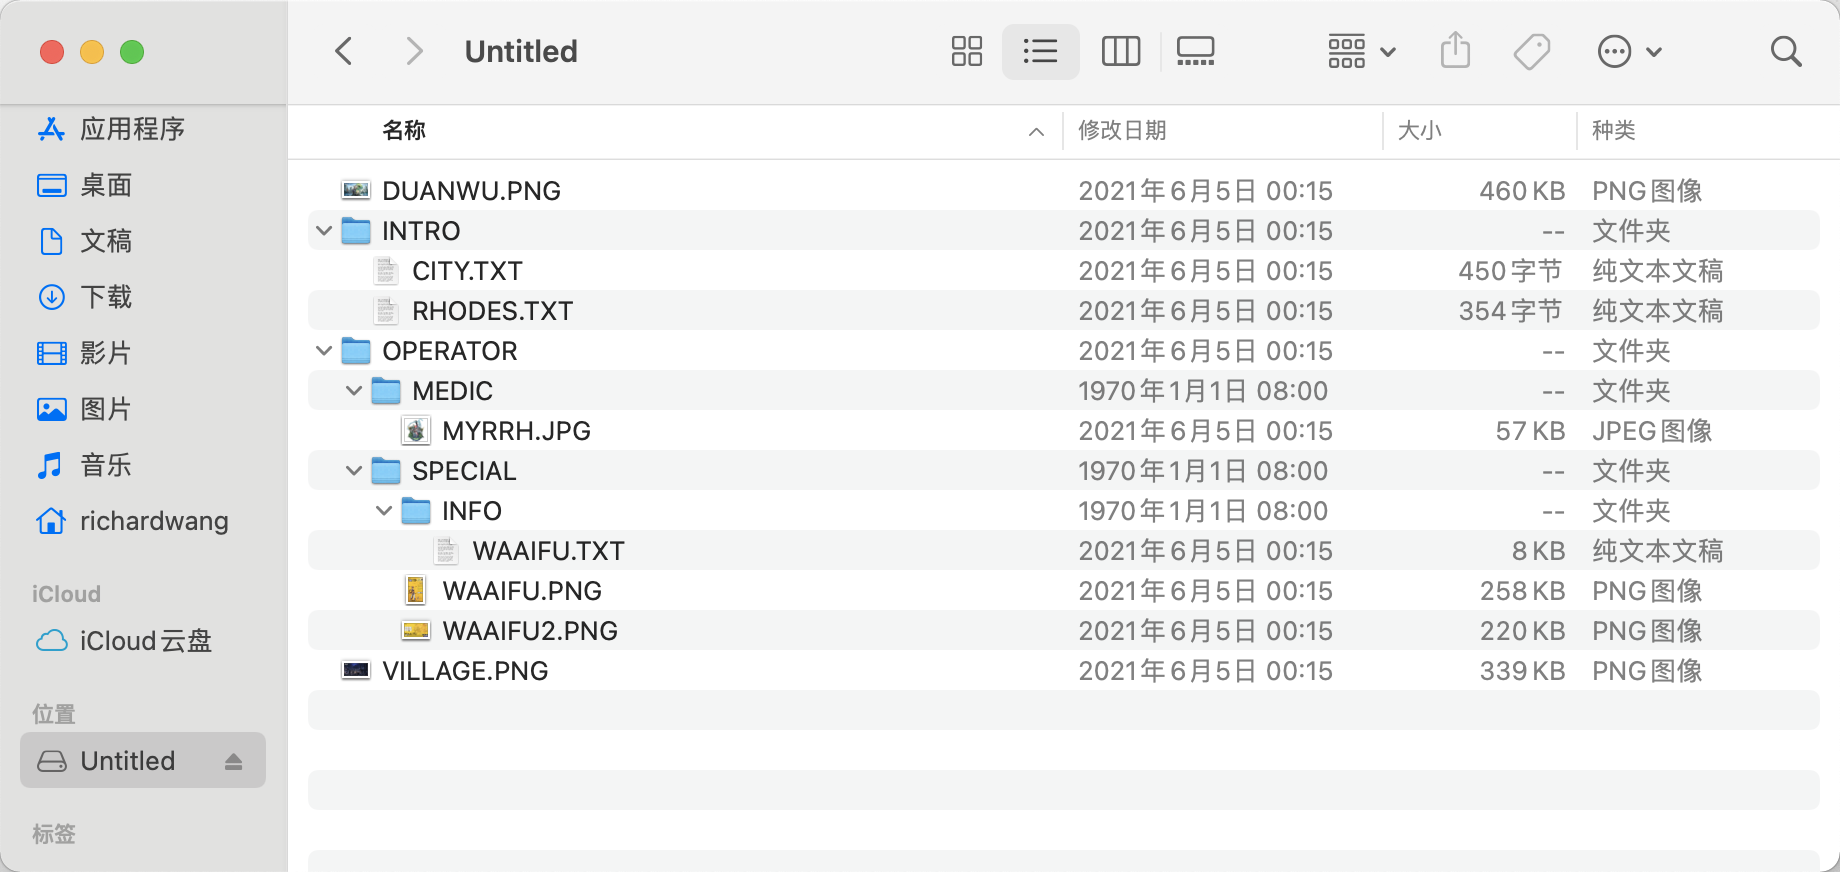 Untitled
应用程序
桌面
文稿
下载
影片
图片
音乐
richardwang
iCloud
iCloud云盘
位置
Untitled
标签
名称 修改日期 大小 种类
DUANWU.PNG 2021年6月5日 00:15 460 KB PNG图像
INTRO 2021年6月5日 00:15 -- 文件夹
CITY.TXT 2021年6月5日 00:15 450字节 纯文本文稿
RHODES.TXT 2021年6月5日 00:15 354字节 纯文本文稿
OPERATOR 2021年6月5日 00:15 -- 文件夹
MEDIC 1970年1月1日 08:00 -- 文件夹
MYRRH.JPG 2021年6月5日 00:15 57 KB JPEG图像
SPECIAL 1970年1月1日 08:00 -- 文件夹
INFO 1970年1月1日 08:00 -- 文件夹
WAAIFU.TXT 2021年6月5日 00:15 8 KB 纯文本文稿
WAAIFU.PNG 2021年6月5日 00:15 258 KB PNG图像
WAAIFU2.PNG 2021年6月5日 00:15 220 KB PNG图像
VILLAGE.PNG 2021年6月5日 00:15 339 KB PNG图像